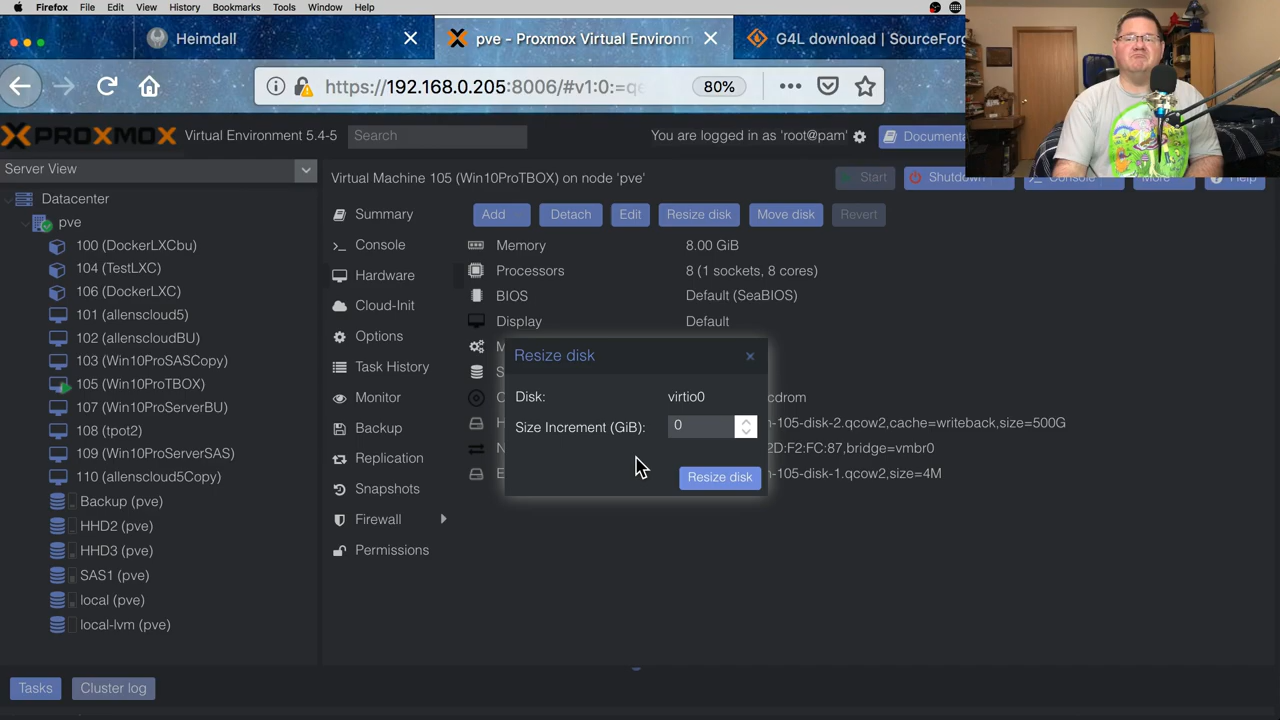 Firefox File Edit View History Bookmarks Tools Window Help
Heimdall
pve - Proxmox Virtual Environm
G4L download | SourceFor
https://192.168.0.205:8006/#v1:0:=qe
80%
PROXMOX Virtual Environment 5.4-5
Search
You are logged in as 'root@pam'
Documenta
Server View
Virtual Machine 105 (Win10ProTBOX) on node 'pve'
Start
Shutdown
Console
More
Help
Datacenter
pve
100 (DockerLXCbu)
104 (TestLXC)
106 (DockerLXC)
101 (allenscloud5)
102 (allenscloudBU)
103 (Win10ProSASCopy)
105 (Win10ProTBOX)
107 (Win10ProServerBU)
108 (tpot2)
109 (Win10ProServerSAS)
110 (allenscloud5Copy)
Backup (pve)
HHD2 (pve)
HHD3 (pve)
SAS1 (pve)
local (pve)
local-lvm (pve)
Summary
Console
Hardware
Cloud-Init
Options
Task History
Monitor
Backup
Replication
Snapshots
Firewall
Permissions
Add
Detach
Edit
Resize disk
Move disk
Revert
Memory 8.00 GiB
Processors 8 (1 sockets, 8 cores)
BIOS Default (SeaBIOS)
Display Default
M
S
C
cdrom
H
n-105-disk-2.qcow2,cache=writeback,size=500G
N
2D:F2:FC:87,bridge=vmbr0
E
n-105-disk-1.qcow2,size=4M
Resize disk
Disk: virtio0
Size Increment (GiB): 0
Resize disk
Tasks
Cluster log